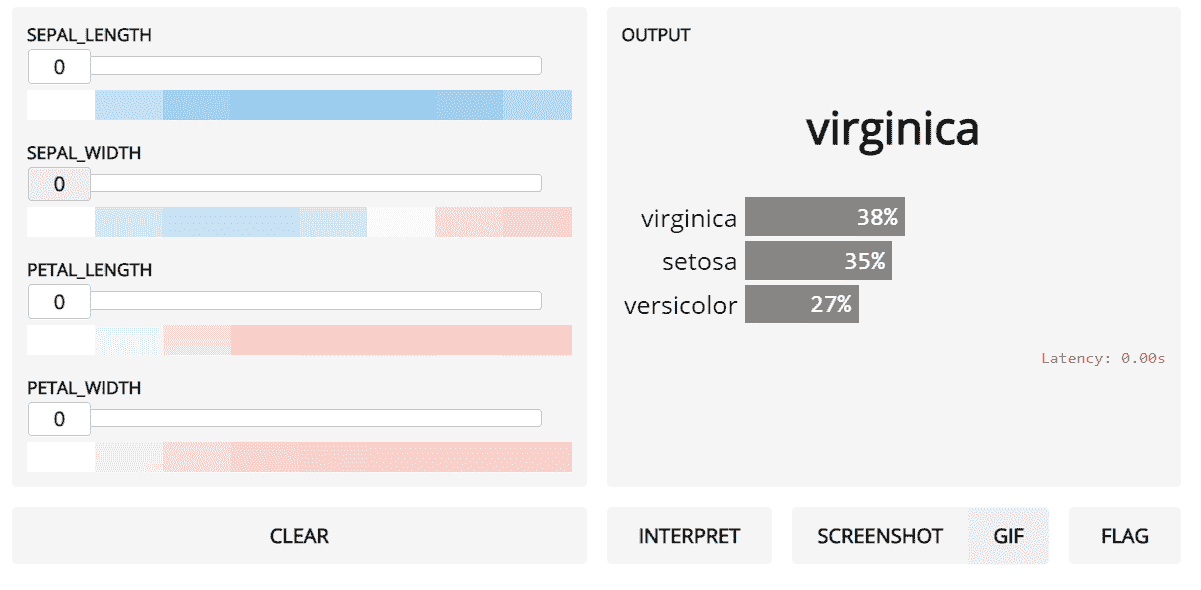 SEPAL_LENGTH
0
SEPAL_WIDTH
0
PETAL_LENGTH
0
PETAL_WIDTH
0
CLEAR
OUTPUT
virginica
virginica 38%
setosa 35%
versicolor 27%
Latency: 0.00s
INTERPRET
SCREENSHOT
GIF
FLAG